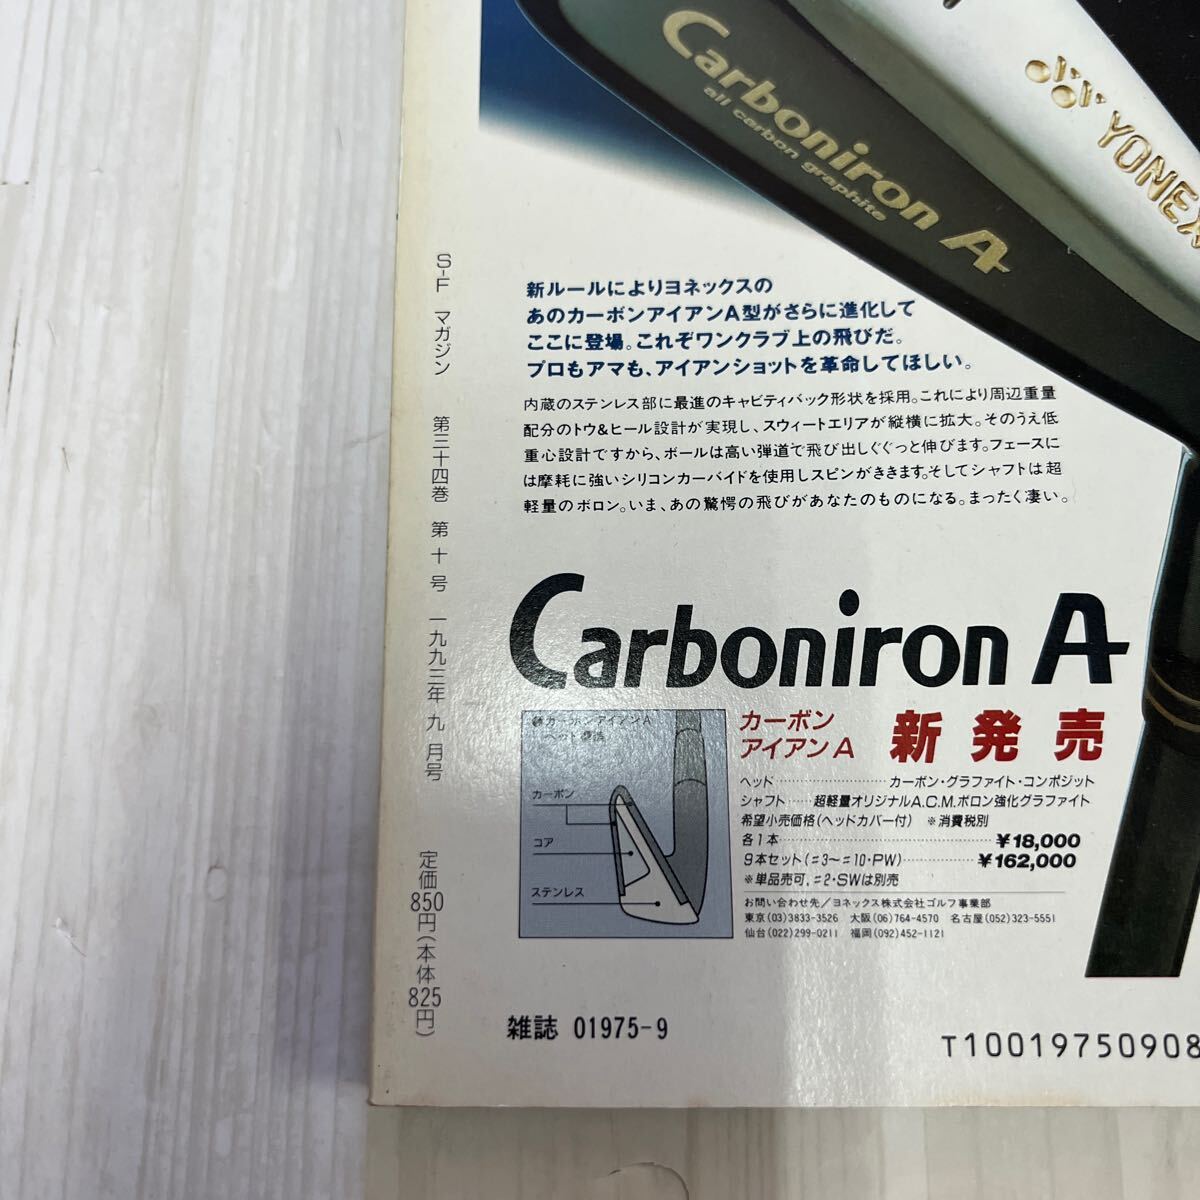 Carboniron A
all carbon graphite
YONEX
新ルールによりヨネックスの
あのカーボンアイアンA型がさらに進化して
ここに登場。これぞワンクラブ上の飛びだ。
プロもアマも、アイアンショットを革命してほしい。
内蔵のステンレス部に最進のキャビティバック形状を採用。これにより周辺重量
配分のトウ&ヒール設計が実現し、スウィートエリアが縦横に拡大。そのうえ低
重心設計ですから、ボールは高い弾道で飛び出しぐぐっと伸びます。フェースに
は摩耗に強いシリコンカーバイドを使用しスピンがききます。そしてシャフトは超
軽量のボロン。いま、あの驚愕の飛びがあなたのものになる。まったく凄い。
Carboniron A
カーボンアイアンA
ヘッド構造
カーボン
コア
ステンレス
カーボン
アイアンA
新発売
ヘッド……………カーボン・グラファイト・コンポジット
シャフト……超軽量オリジナルA.C.M.ボロン強化グラファイト
希望小売価格(ヘッドカバー付) ※消費税別
各1本……………¥18,000
9本セット(#3〜#10・PW)……………¥162,000
※単品売可、#2・SWは別売
お問い合わせ先/ヨネックス株式会社ゴルフ事業部
東京(03)3833-3526 大阪(06)764-4570 名古屋(052)323-5551
仙台(022)299-0211 福岡(092)452-1121
S-Fマガジン 第三十四巻 第十号 一九九三年九月号
定価850円(本体825円)
雑誌 01975-9
T10019750908